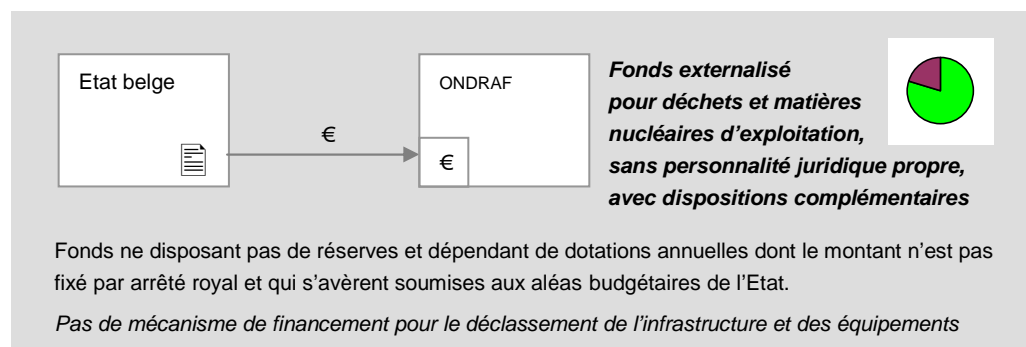 Etat belge
€
ONDRAF
€
Fonds externalisé
pour déchets et matières
nucléaires d'exploitation,
sans personnalité juridique propre,
avec dispositions complémentaires
Fonds ne disposant pas de réserves et dépendant de dotations annuelles dont le montant n'est pas
fixé par arrêté royal et qui s'avèrent soumises aux aléas budgétaires de l'Etat.
Pas de mécanisme de financement pour le déclassement de l'infrastructure et des équipements